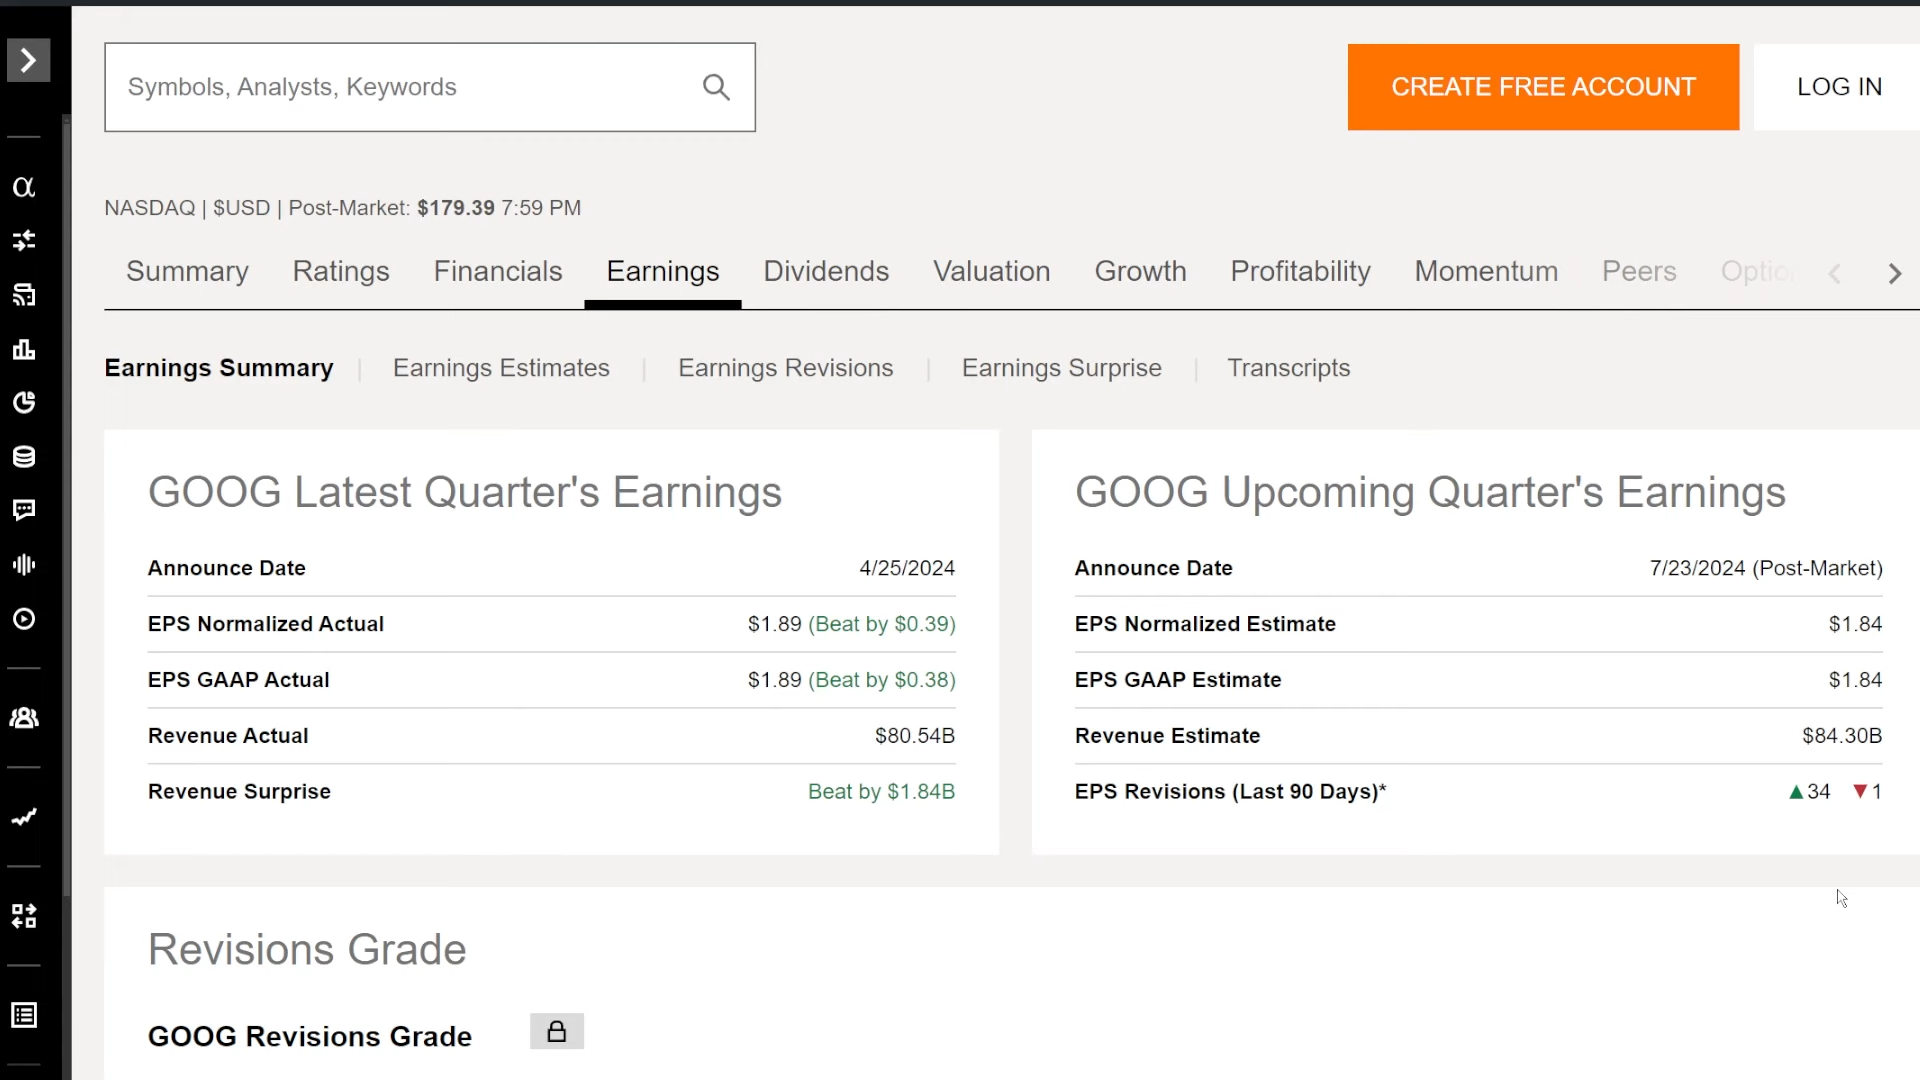 Symbols, Analysts, Keywords
CREATE FREE ACCOUNT
LOG IN
NASDAQ | $USD | Post-Market: $179.39 7:59 PM
Summary Ratings Financials Earnings Dividends Valuation Growth Profitability Momentum Peers
Earnings Summary | Earnings Estimates | Earnings Revisions | Earnings Surprise | Transcripts
GOOG Latest Quarter's Earnings
Announce Date 4/25/2024
EPS Normalized Actual $1.89 (Beat by $0.39)
EPS GAAP Actual $1.89 (Beat by $0.38)
Revenue Actual $80.54B
Revenue Surprise Beat by $1.84B
GOOG Upcoming Quarter's Earnings
Announce Date 7/23/2024 (Post-Market)
EPS Normalized Estimate $1.84
EPS GAAP Estimate $1.84
Revenue Estimate $84.30B
EPS Revisions (Last 90 Days)* ▲34 ▼1
Revisions Grade
GOOG Revisions Grade